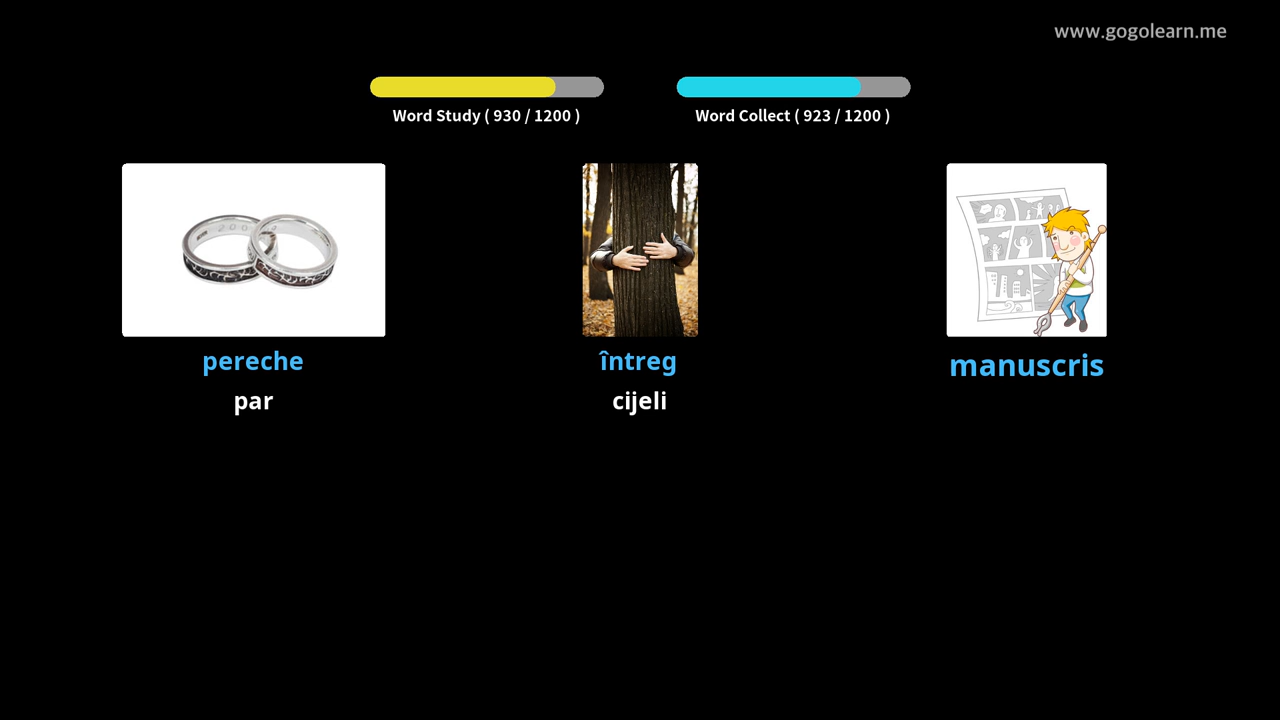 www.gogolearn.me
Word Study ( 930 / 1200 )
Word Collect ( 923 / 1200 )
pereche
par
întreg
cijeli
manuscris